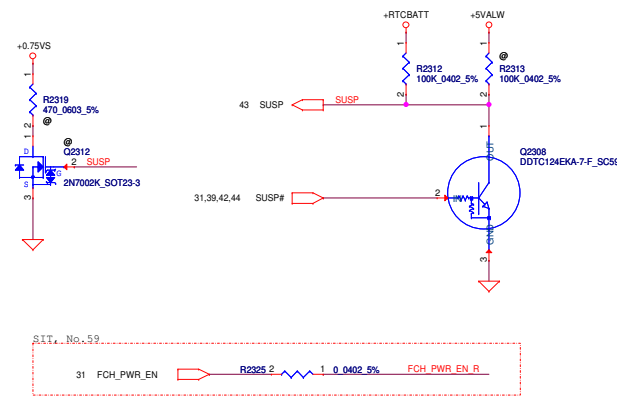 +RTCBATT
+5VALW
+0.75VS
1
1
@
1
R2312
100K_0402_5%
R2313
100K_0402_5%
R2319
470_0603_5%
2
2
2
@
43 SUSP
SUSP
1
1
@
Q2312
D
2 SUSP
G
S
2N7002K_SOT23-3
3
OUT
Q2308
DDTC124EKA-7-F_SC59
31,39,42,44 SUSP#
2
IN
GND
3
SIT, No.59
31 FCH_PWR_EN
R2325 2
1 0_0402_5%
FCH_PWR_EN_R